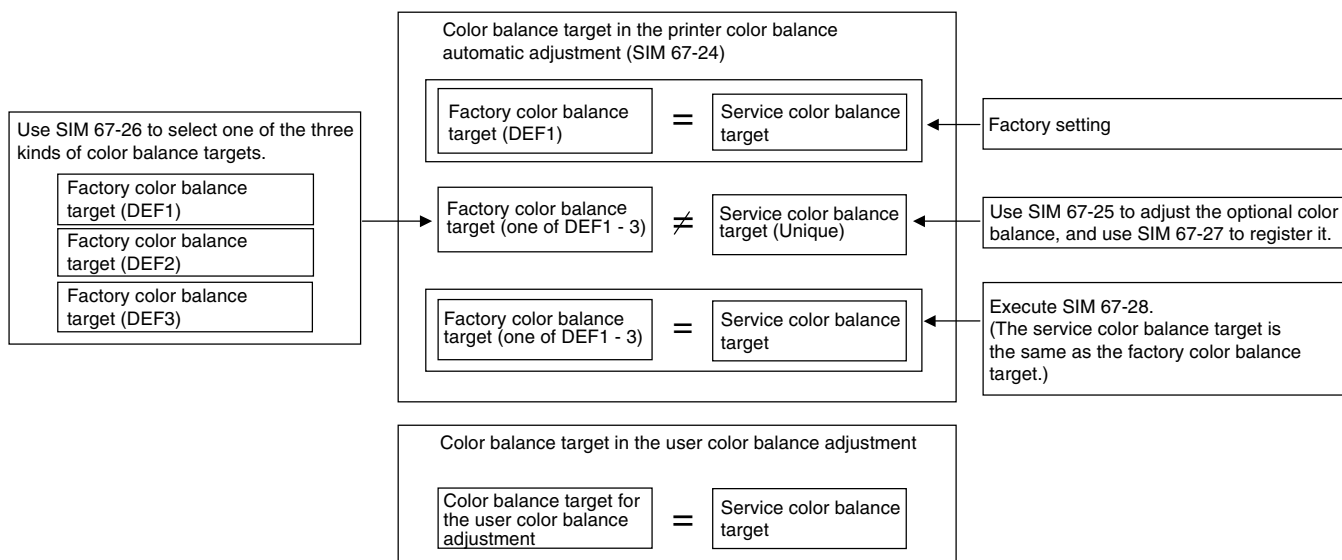 Color balance target in the printer color balance
automatic adjustment (SIM 67-24)
Factory color balance
target (DEF1)
=
Service color balance
target
Factory setting
Use SIM 67-26 to select one of the three
kinds of color balance targets.
Factory color balance
target (DEF1)
Factory color balance
target (DEF2)
Factory color balance
target (DEF3)
Factory color balance
target (one of DEF1 - 3)
≠
Service color balance
target (Unique)
Use SIM 67-25 to adjust the optional color
balance, and use SIM 67-27 to register it.
Factory color balance
target (one of DEF1 - 3)
=
Service color balance
target
Execute SIM 67-28.
(The service color balance target is
the same as the factory color balance
target.)
Color balance target in the user color balance adjustment
Color balance target for
the user color balance
adjustment
=
Service color balance
target